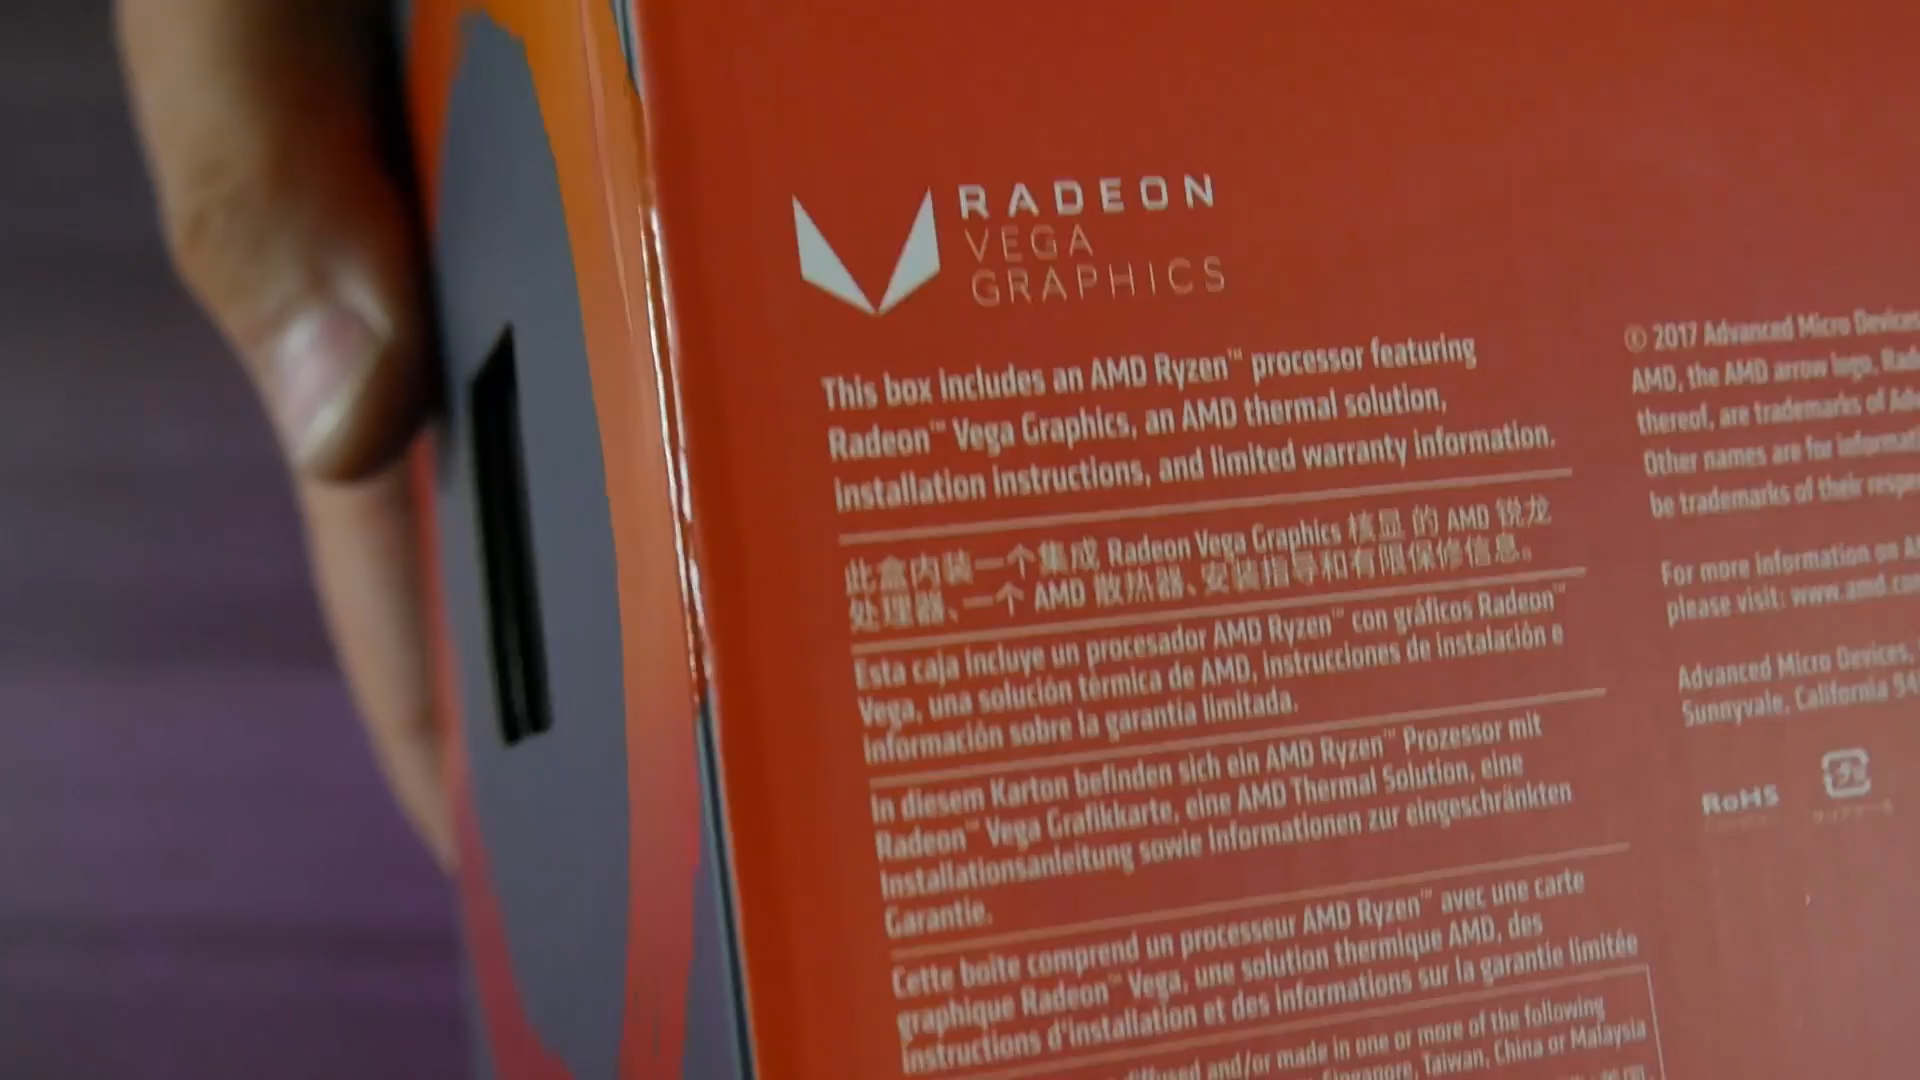 RADEON
VEGA
GRAPHICS
This box includes an AMD Ryzen™ processor featuring
Radeon™ Vega Graphics, an AMD thermal solution,
installation instructions, and limited warranty information.
此盒内装一个集成 Radeon Vega Graphics 核显 的 AMD 锐龙
处理器、一个 AMD 散热器、安装指导和有限保修信息。
Esta caja incluye un procesador AMD Ryzen™ con gráficos Radeon™
Vega, una solución térmica de AMD, instrucciones de instalación e
información sobre la garantía limitada.
In diesem Karton befinden sich ein AMD Ryzen™ Prozessor mit
Radeon™ Vega Grafikkarte, eine AMD Thermal Solution, eine
Installationsanleitung sowie Informationen zur eingeschränkten
Garantie.
Cette boîte comprend un processeur AMD Ryzen™ avec une carte
graphique Radeon™ Vega, une solution thermique AMD, des
instructions d'installation et des informations sur la garantie limitée
diffused and/or made in one or more of the following
Singapore, Taiwan, China or Malaysia
© 2017 Advanced Micro Devices
AMD, the AMD arrow logo,
thereof, are trademarks of
Other names are for
be trademarks of their
For more information on
please visit:
Advanced Micro Devices,
Sunnyvale, California
RoHS